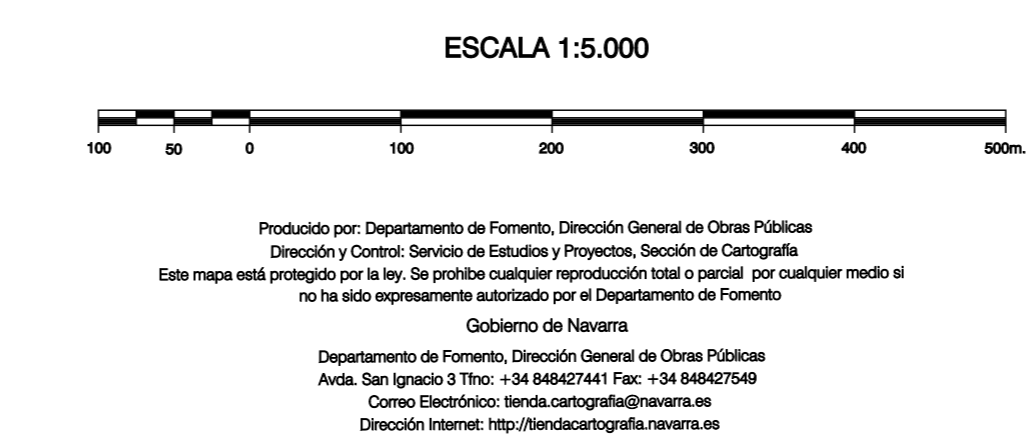 ESCALA 1:5.000
100 50 0 100 200 300 400 500m.
Producido por: Departamento de Fomento, Dirección General de Obras Públicas
Dirección y Control: Servicio de Estudios y Proyectos, Sección de Cartografía
Este mapa está protegido por la ley. Se prohibe cualquier reproducción total o parcial por cualquier medio si
no ha sido expresamente autorizado por el Departamento de Fomento
Gobierno de Navarra
Departamento de Fomento, Dirección General de Obras Públicas
Avda. San Ignacio 3 Tfno: +34 848427441 Fax: +34 848427549
Correo Electrónico: tienda.cartografia@navarra.es
Dirección Internet: http://tiendacartografia.navarra.es